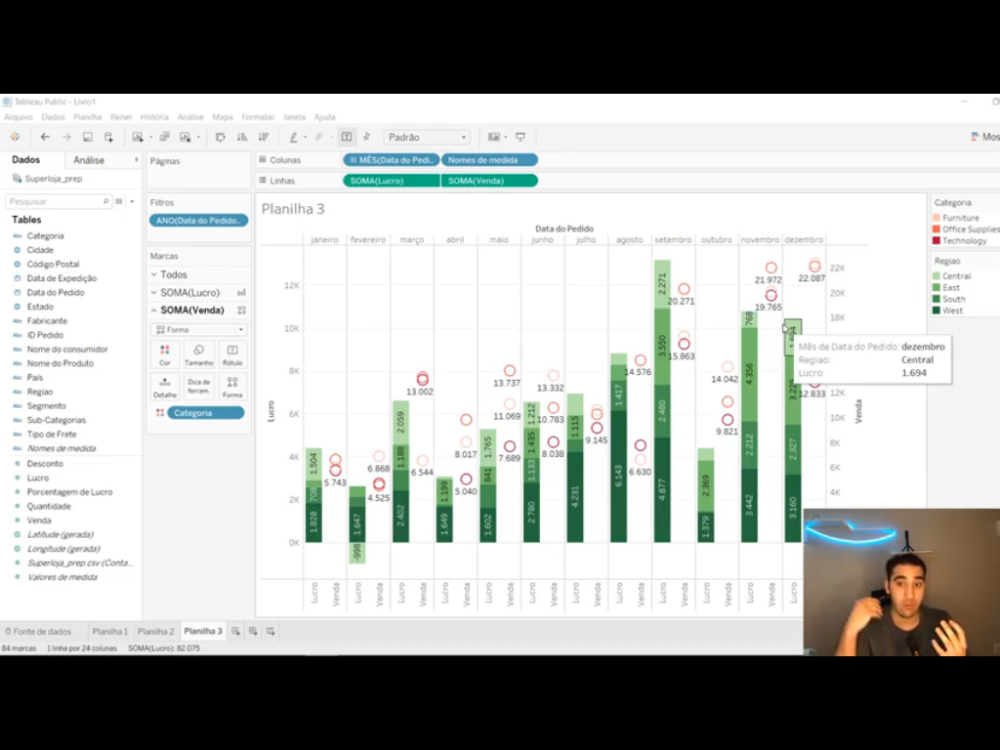 Tableau Public - Livro1
Arquivo Dados Planilha Painel História Análise Mapa Formatar Janela Ajuda
Padrão
Mos
Dados Análise
Superloja_prep
Pesquisar
Tables
Categoria
Cidade
Código Postal
Data de Expedição
Data do Pedido
Estado
Fabricante
ID Pedido
Nome do consumidor
Nome do Produto
País
Regiao
Segmento
Sub-Categorias
Tipo de Frete
Nomes de medida
Desconto
Lucro
Porcentagem de Lucro
Quantidade
Venda
Latitude (gerada)
Longitude (gerada)
Superloja_prep.csv (Conta...
Valores de medida
Páginas
Filtros
ANO(Data do Pedido..
Marcas
Todos
SOMA(Lucro)
SOMA(Venda)
Forma
Cor Tamanho Rótulo
Detalhe Dica de ferram. Forma
Categoria
Colunas MÊS(Data do Pedi.. Nomes de medida
Linhas SOMA(Lucro) SOMA(Venda)
Planilha 3
Data do Pedido
janeiro fevereiro março abril maio junho julho agosto setembro outubro novembro dezembro
Lucro
12K
10K
8K
6K
4K
2K
0K
1.504
708
1.828
5.743
1.647
-998
6.868
4.525
2.059
1.188
2.402
13.002
6.544
1.199
1.649
8.017
5.040
1.765
841
1.602
13.737
11.069
7.689
1.212
1.435
1.133
2.780
13.332
10.783
8.038
1.115
4.231
9.145
1.417
6.143
14.576
6.630
2.271
3.550
2.480
4.877
20.271
15.863
2.369
1.379
14.042
9.821
768
4.356
2.212
3.442
21.972
19.765
1.694
2.327
3.160
22.087
12.833
22K
20K
18K
12K
10K
8K
6K
4K
Venda
Mês de Data do Pedido: dezembro
Regiao: Central
Lucro: 1.694
Lucro Venda Lucro Venda Lucro Venda Lucro Venda Lucro Venda Lucro Venda Lucro Venda Lucro Venda Lucro Venda Lucro Venda Lucro Venda Lucro
Categoria
Furniture
Office Supplies
Technology
Regiao
Central
East
South
West
Fonte de dados Planilha 1 Planilha 2 Planilha 3
84 marcas 1 linha por 24 colunas SOMA(Lucro): 82.075